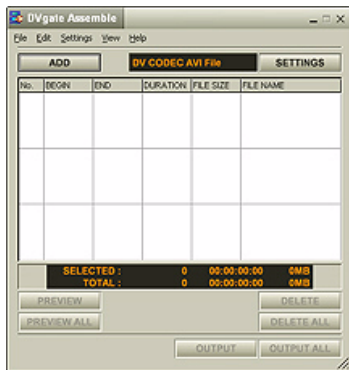 DVgate Assemble
File Edit Settings View Help
ADD DV CODEC AVI File SETTINGS
No. BEGIN END DURATION FILE SIZE FILE NAME
SELECTED : 0 00:00:00:00 0MB
TOTAL : 0 00:00:00:00 0MB
PREVIEW DELETE
PREVIEW ALL DELETE ALL
OUTPUT OUTPUT ALL